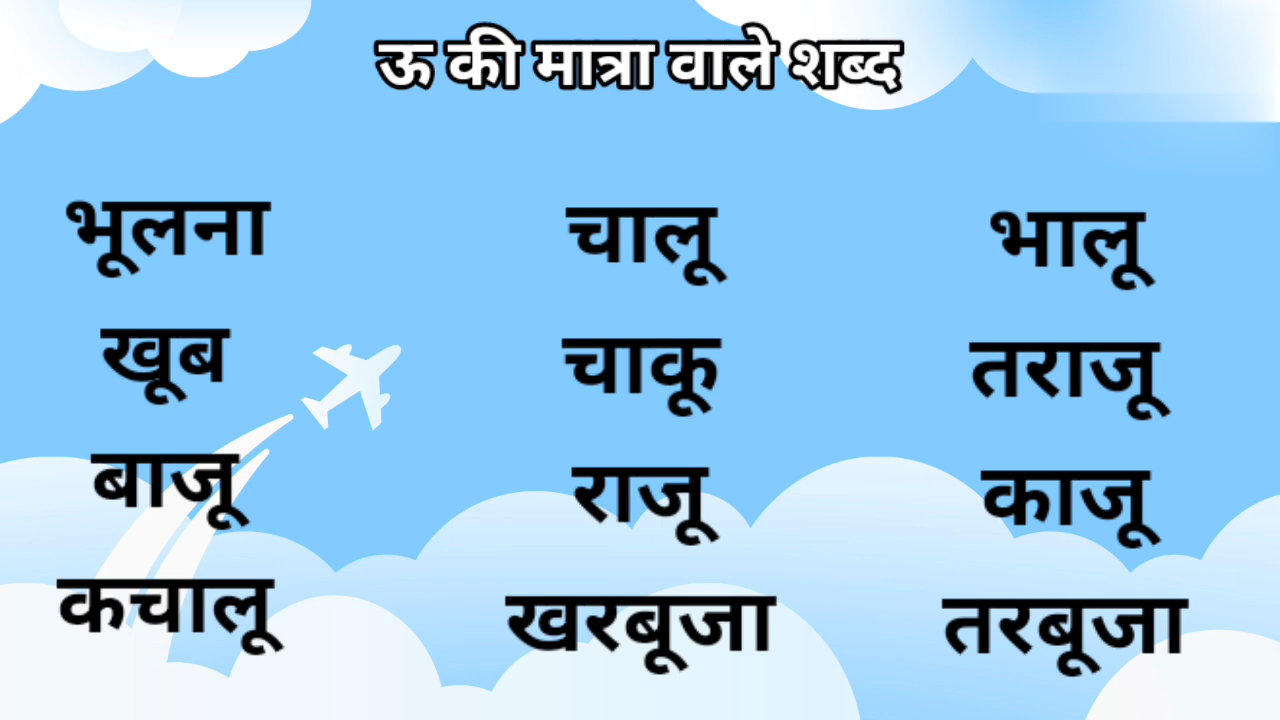 ऊ की मात्रा वाले शब्द
भूलना चालू भालू
खूब चाकू तराजू
बाजू राजू काजू
कचालू खरबूजा तरबूजा